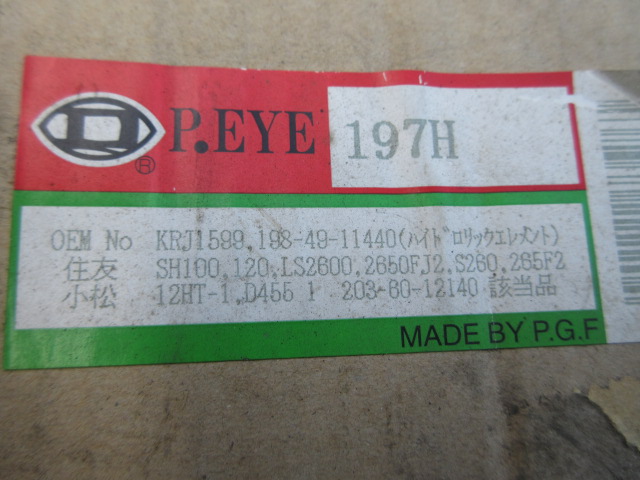 P.EYE 197H
®
OEM No KRJ1599,198-49-11440(ﾊｲﾄﾞﾛﾘｯｸｴﾚﾒﾝﾄ)
住友 SH100,120,LS2600,2650FJ2,S260,265F2
小松 12HT-1,D455 1 203-60-12140 該当品
MADE BY P.G.F